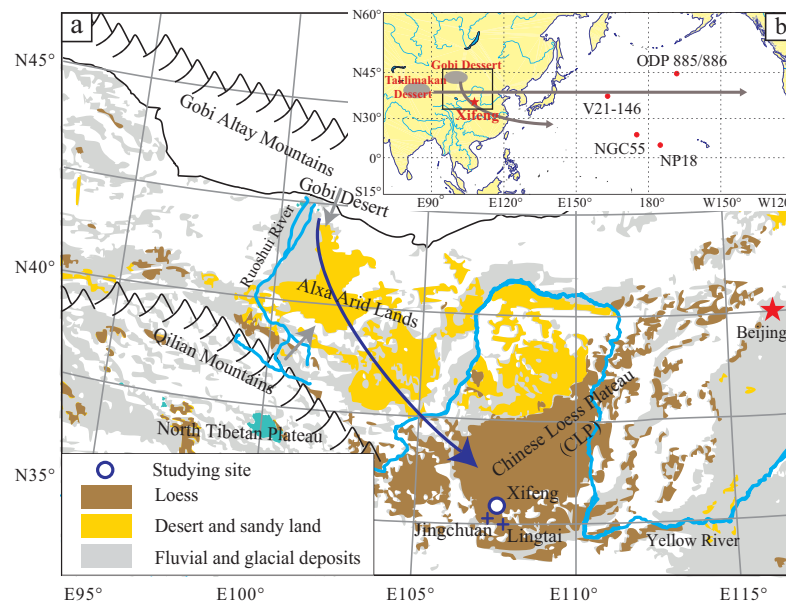 a
N45°
N40°
N35°
E95°
E100°
E105°
E110°
E115°
Gobi Altay Mountains
Gobi Desert
Ruoshui River
Alxa Arid Lands
Qilian Mountains
North Tibetan Plateau
Chinese Loess Plateau
(CLP)
Beijing
Xifeng
Jingchuan
Lingtai
Yellow River
Studying site
Loess
Desert and sandy land
Fluvial and glacial deposits
b
N60°
N45°
N30°
0°
S15°
E90°
E120°
E150°
180°
W150°
W120°
Gobi Dessert
Taklimakan
Dessert
Xifeng
ODP 885/886
V21-146
NGC55
NP18